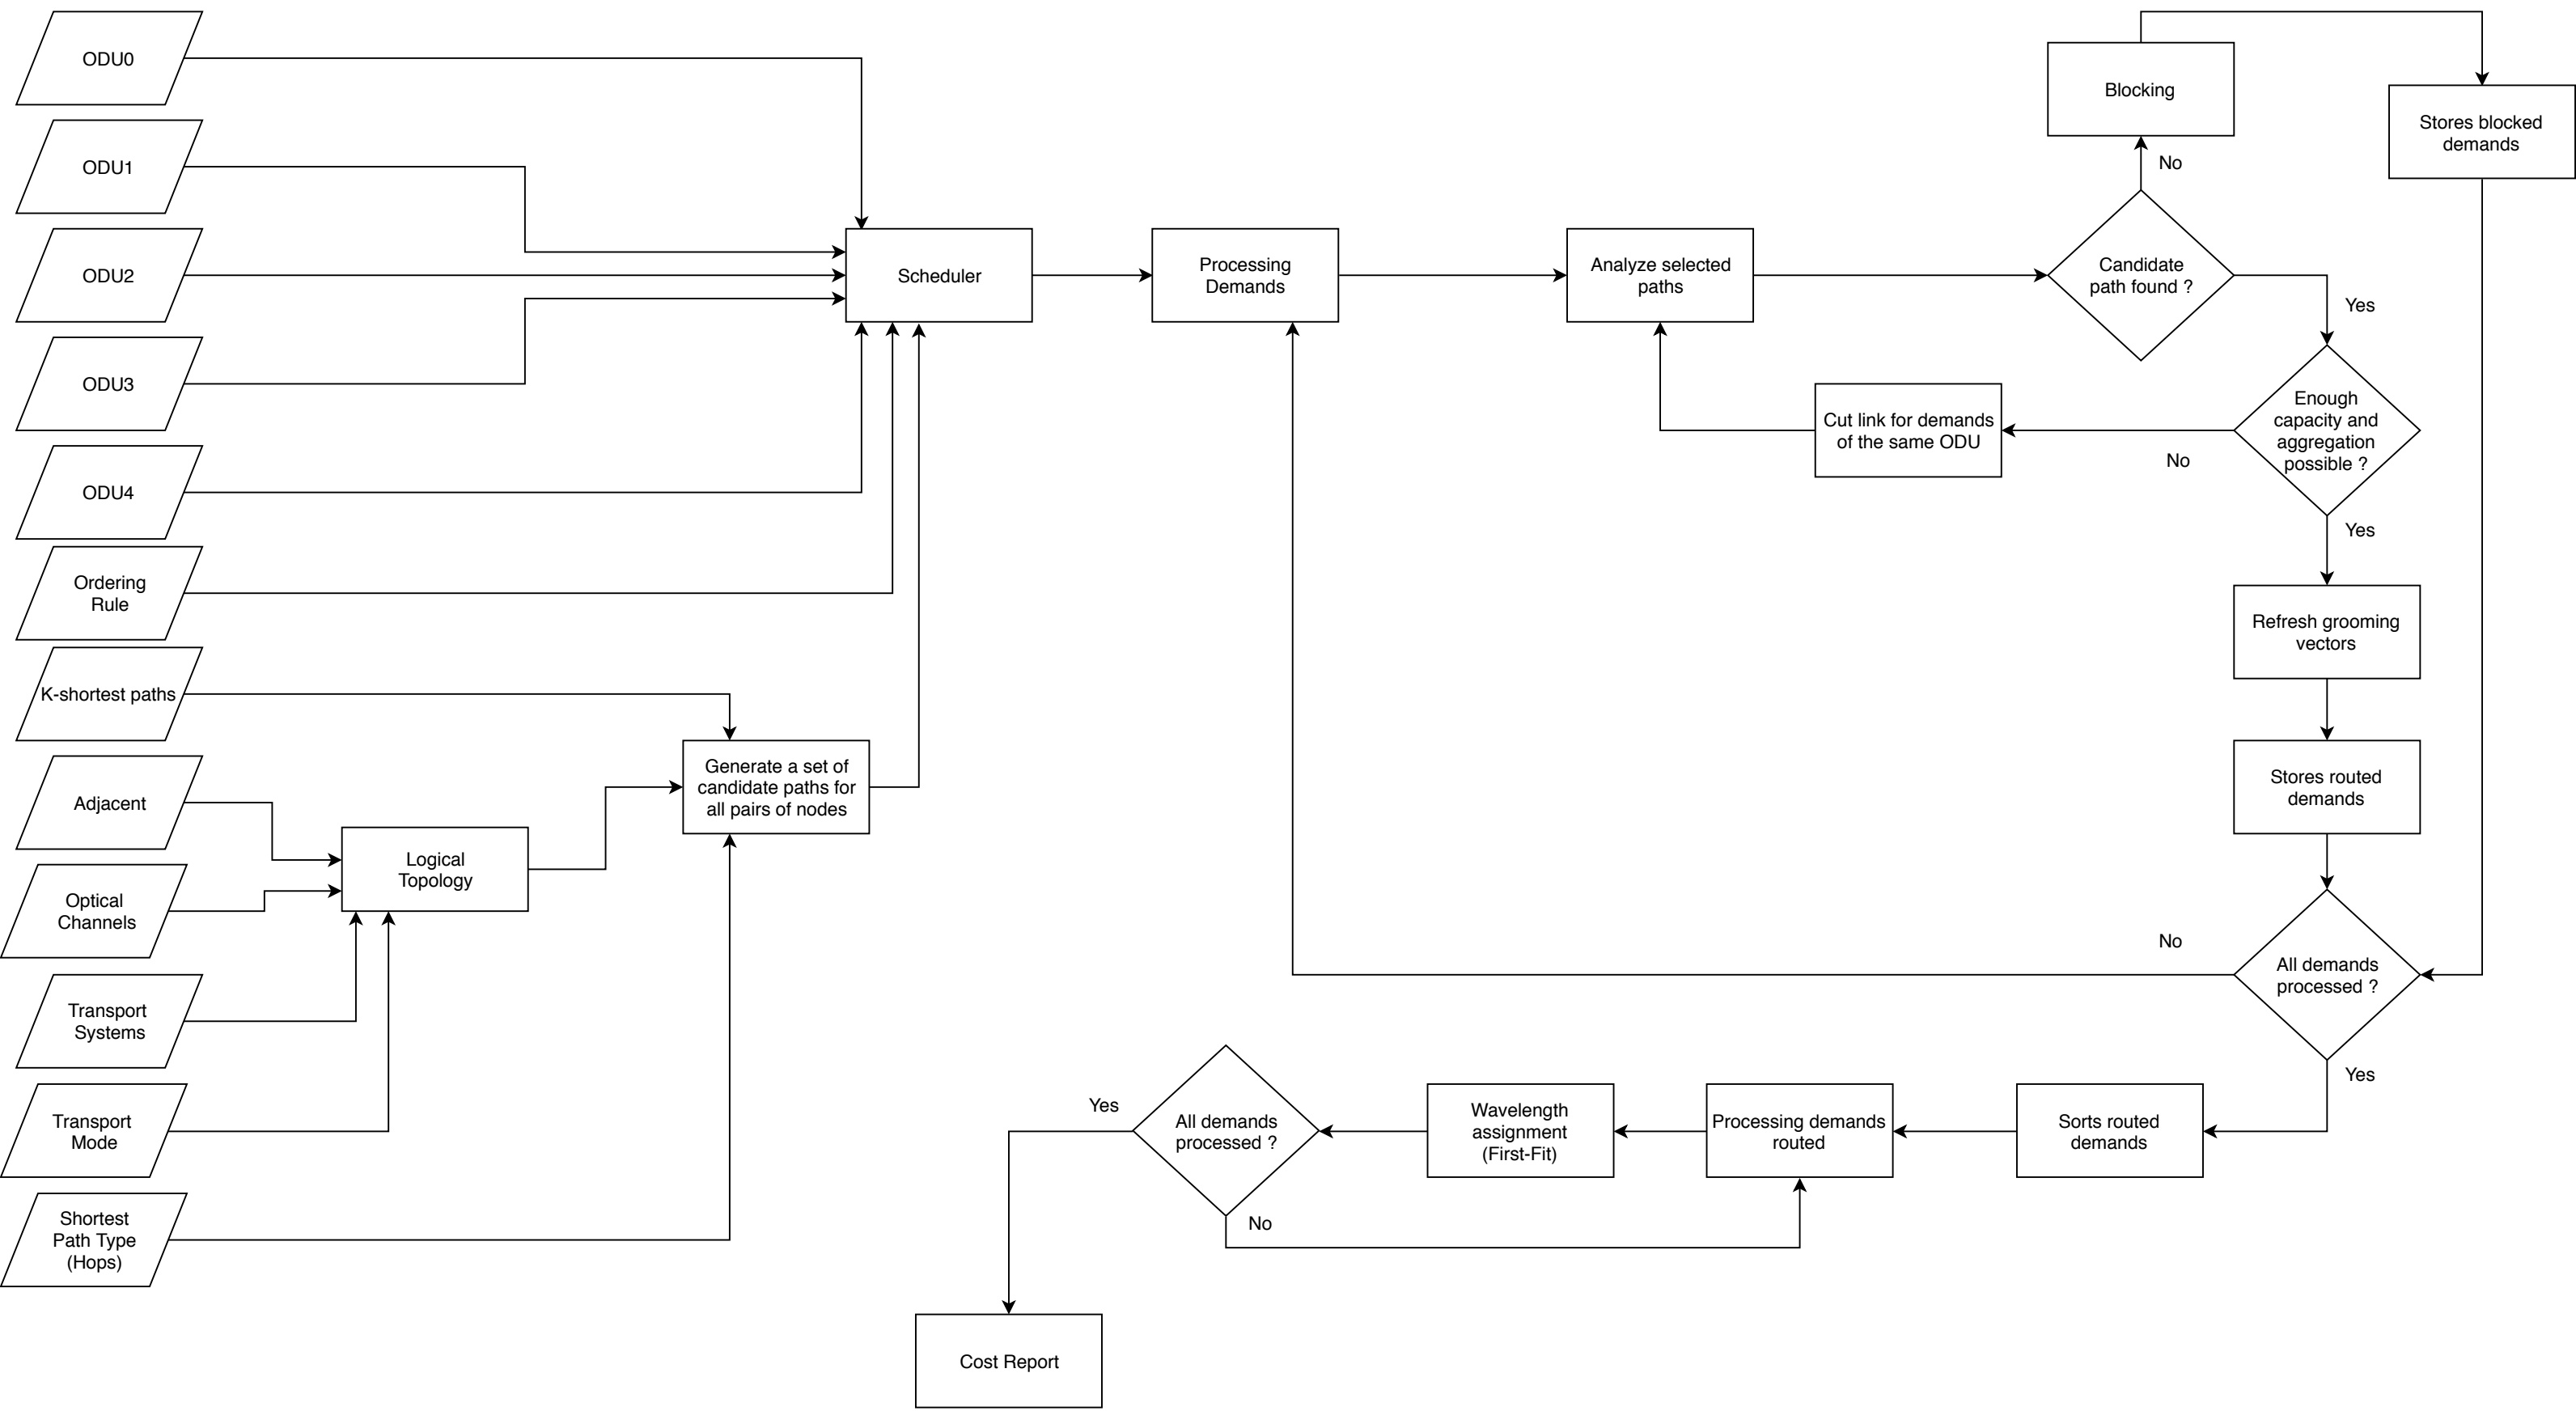 ODU0
ODU1
ODU2
ODU3
ODU4
Ordering
Rule
K-shortest paths
Adjacent
Optical
Channels
Transport
Systems
Transport
Mode
Shortest
Path Type
(Hops)
Logical
Topology
Generate a set of
candidate paths for
all pairs of nodes
Scheduler
Processing
Demands
Analyze selected
paths
Candidate
path found ?
No
Blocking
Stores blocked
demands
Yes
Enough
capacity and
aggregation
possible ?
No
Cut link for demands
of the same ODU
Yes
Refresh grooming
vectors
Stores routed
demands
All demands
processed ?
No
Yes
Sorts routed
demands
Processing demands
routed
Wavelength
assignment
(First-Fit)
All demands
processed ?
No
Yes
Cost Report